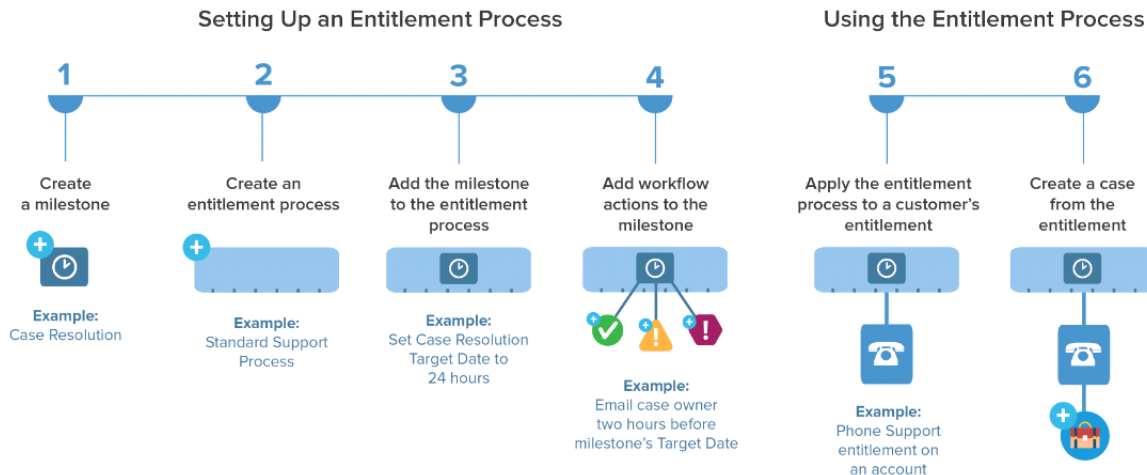 Setting Up an Entitlement Process
Using the Entitlement Process
1
2
3
4
5
6
Create
a milestone
Create an
entitlement process
Add the milestone
to the entitlement
process
Add workflow
actions to the
milestone
Apply the entitlement
process to a customer's
entitlement
Create a case
from the
entitlement
Example:
Case Resolution
Example:
Standard Support
Process
Example:
Set Case Resolution
Target Date to
24 hours
Example:
Email case owner
two hours before
milestone's Target Date
Example:
Phone Support
entitlement on
an account